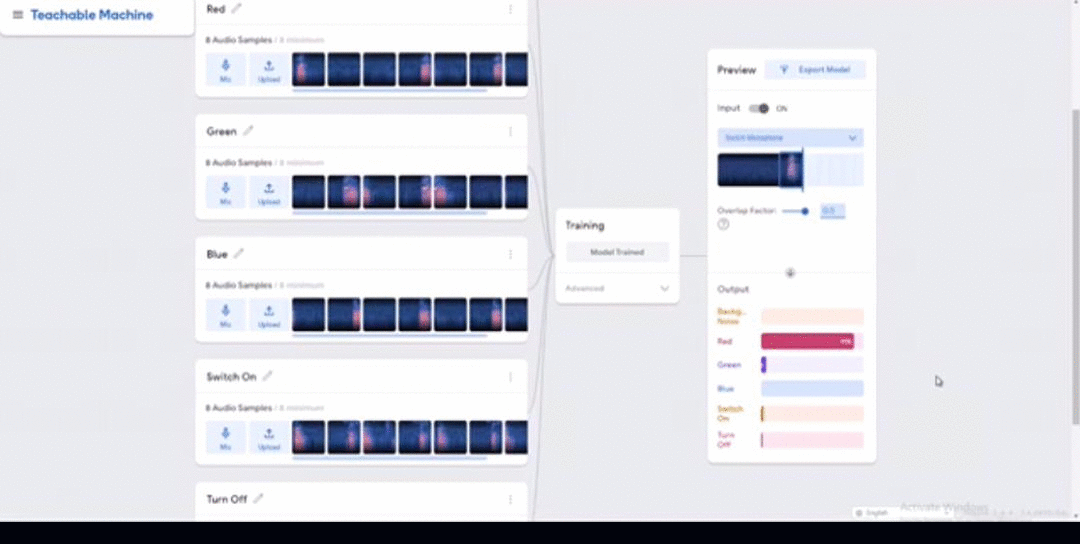 Teachable Machine
Red
8 Audio Samples / 8 minimum
Mic
Upload
Green
8 Audio Samples / 8 minimum
Mic
Upload
Blue
8 Audio Samples / 8 minimum
Mic
Upload
Switch On
8 Audio Samples / 8 minimum
Mic
Upload
Turn Off
Training
Model Trained
Advanced
Preview
Export Model
Input
ON
Overlap Factor:
0.5
Output
Backg...
Noise
Red
Green
Blue
Switch
On
Turn
Off
English
Activate Windows